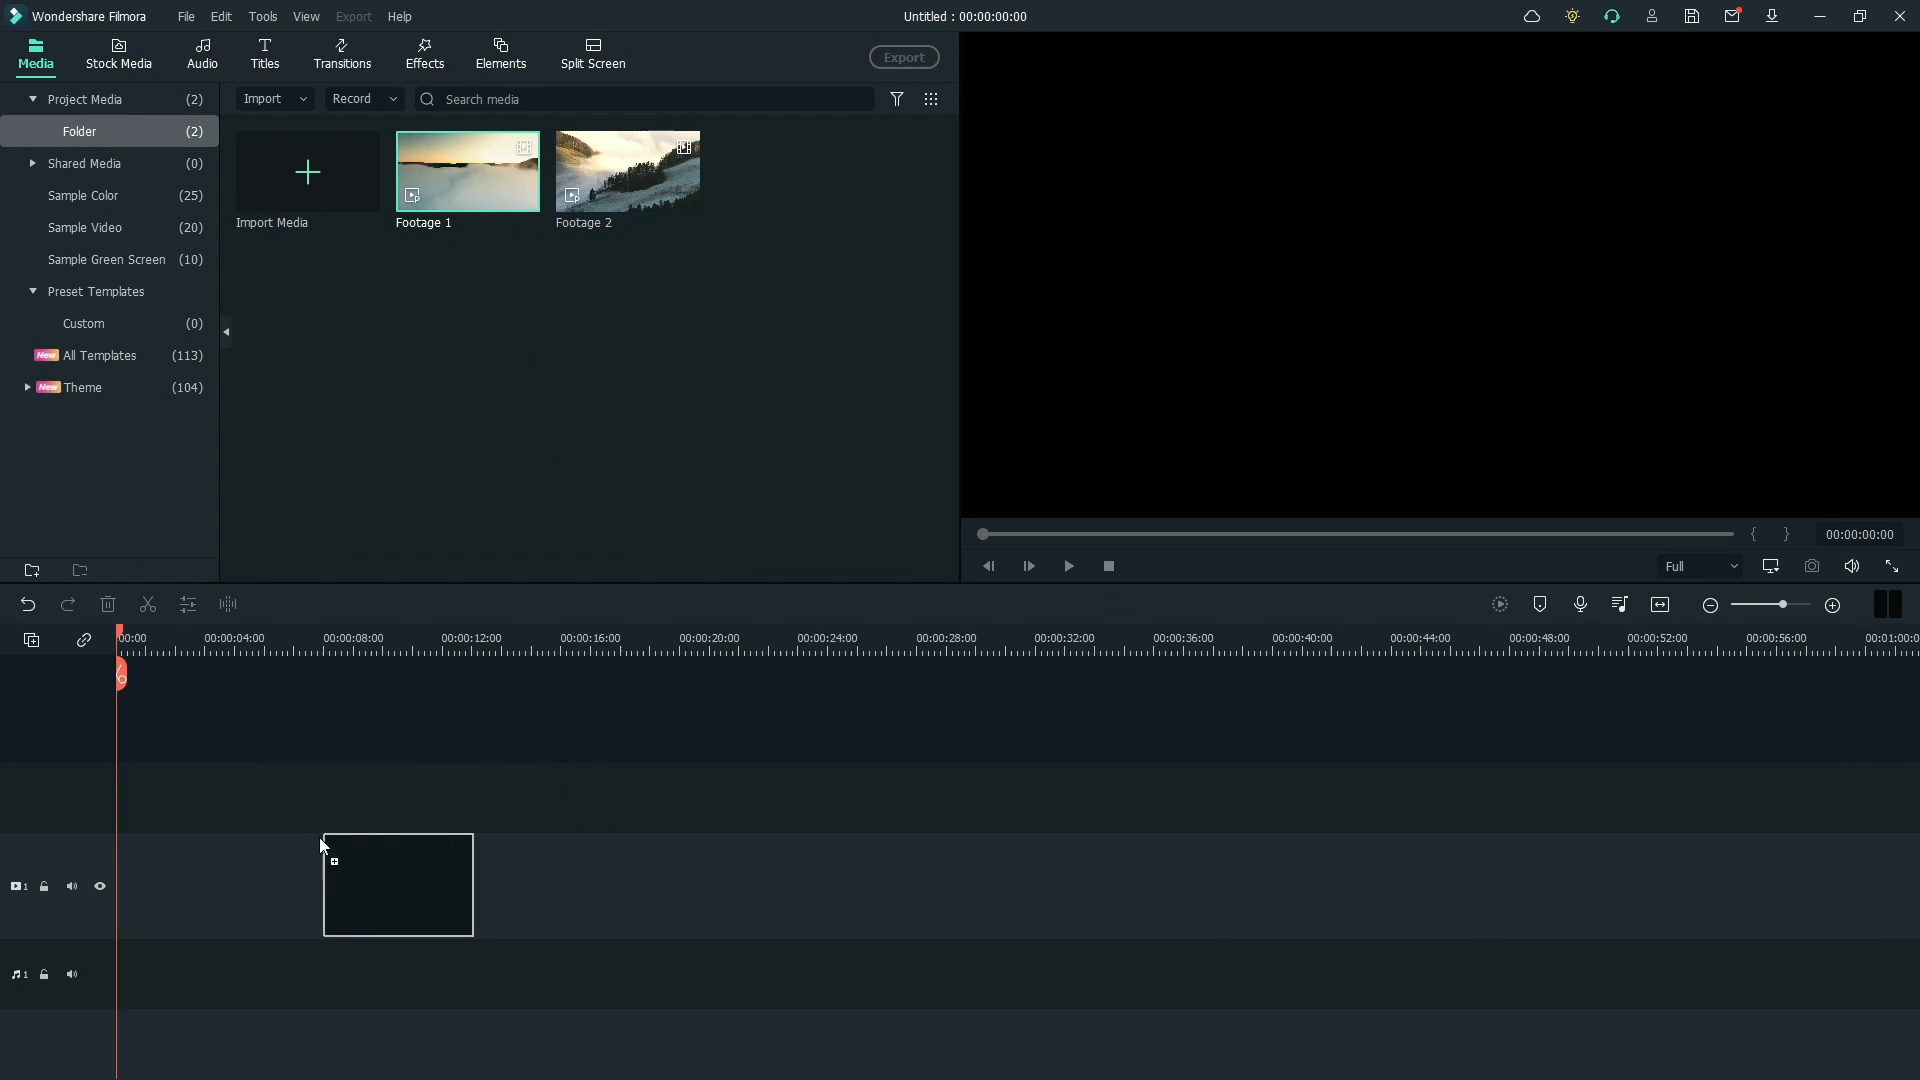 Wondershare Filmora File Edit Tools View Export Help Untitled : 00:00:00:00
Media Stock Media Audio Titles Transitions Effects Elements Split Screen Export
Project Media (2)
Folder (2)
Shared Media (0)
Sample Color (25)
Sample Video (20)
Sample Green Screen (10)
Preset Templates
Custom (0)
New All Templates (113)
New Theme (104)
Import Record Search media
Import Media Footage 1 Footage 2
{ } 00:00:00:00
Full
00:00 00:00:04:00 00:00:08:00 00:00:12:00 00:00:16:00 00:00:20:00 00:00:24:00 00:00:28:00 00:00:32:00 00:00:36:00 00:00:40:00 00:00:44:00 00:00:48:00 00:00:52:00 00:00:56:00 00:01:00:0
1
1